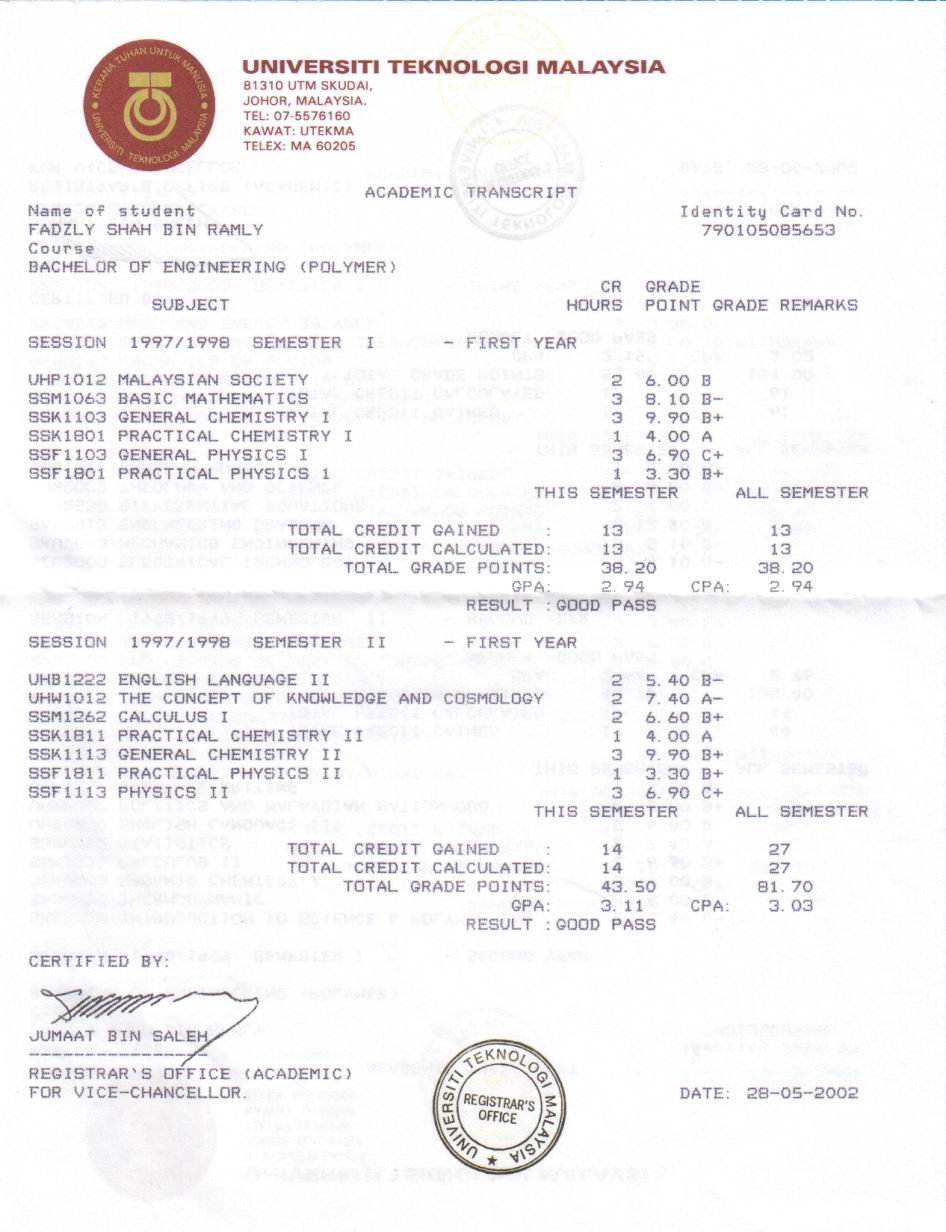 KERANA TUHAN UNTUK MANUSIA
UNIVERSITI TEKNOLOGI MALAYSIA
UNIVERSITI TEKNOLOGI MALAYSIA
81310 UTM SKUDAI,
JOHOR, MALAYSIA.
TEL: 07-5576160
KAWAT: UTEKMA
TELEX: MA 60205
ACADEMIC TRANSCRIPT
Name of student Identity Card No.
FADZLY SHAH BIN RAMLY 790105085653
Course
BACHELOR OF ENGINEERING (POLYMER)
CR GRADE
SUBJECT HOURS POINT GRADE REMARKS
SESSION 1997/1998 SEMESTER I - FIRST YEAR
UHP1012 MALAYSIAN SOCIETY 2 6.00 B
SSM1063 BASIC MATHEMATICS 3 8.10 B-
SSK1103 GENERAL CHEMISTRY I 3 9.90 B+
SSK1801 PRACTICAL CHEMISTRY I 1 4.00 A
SSF1103 GENERAL PHYSICS I 3 6.90 C+
SSF1801 PRACTICAL PHYSICS 1 1 3.30 B+
THIS SEMESTER ALL SEMESTER
TOTAL CREDIT GAINED : 13 13
TOTAL CREDIT CALCULATED: 13 13
TOTAL GRADE POINTS: 38.20 38.20
GPA: 2.94 CPA: 2.94
RESULT :GOOD PASS
SESSION 1997/1998 SEMESTER II - FIRST YEAR
UHB1222 ENGLISH LANGUAGE II 2 5.40 B-
UHW1012 THE CONCEPT OF KNOWLEDGE AND COSMOLOGY 2 7.40 A-
SSM1262 CALCULUS I 2 6.60 B+
SSK1811 PRACTICAL CHEMISTRY II 1 4.00 A
SSK1113 GENERAL CHEMISTRY II 3 9.90 B+
SSF1811 PRACTICAL PHYSICS II 1 3.30 B+
SSF1113 PHYSICS II 3 6.90 C+
THIS SEMESTER ALL SEMESTER
TOTAL CREDIT GAINED : 14 27
TOTAL CREDIT CALCULATED: 14 27
TOTAL GRADE POINTS: 43.50 81.70
GPA: 3.11 CPA: 3.03
RESULT :GOOD PASS
CERTIFIED BY:
JUMAAT BIN SALEH
REGISTRAR'S OFFICE (ACADEMIC)
FOR VICE-CHANCELLOR. DATE: 28-05-2002
UNIVERSITI TEKNOLOGI MALAYSIA
REGISTRAR'S
OFFICE